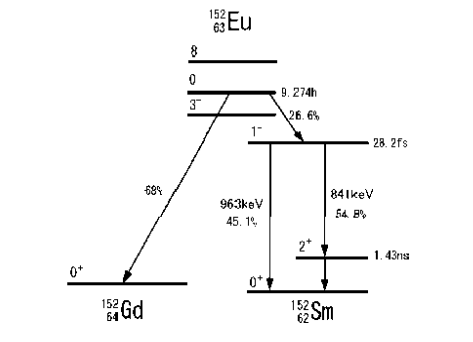 152
63Eu
8
0
9.274h
3⁻
26.6%
1⁻
28.2fs
68%
963keV
841keV
45.1%
54.8%
2⁺
1.43ns
0⁺
0⁺
152
64Gd
152
62Sm